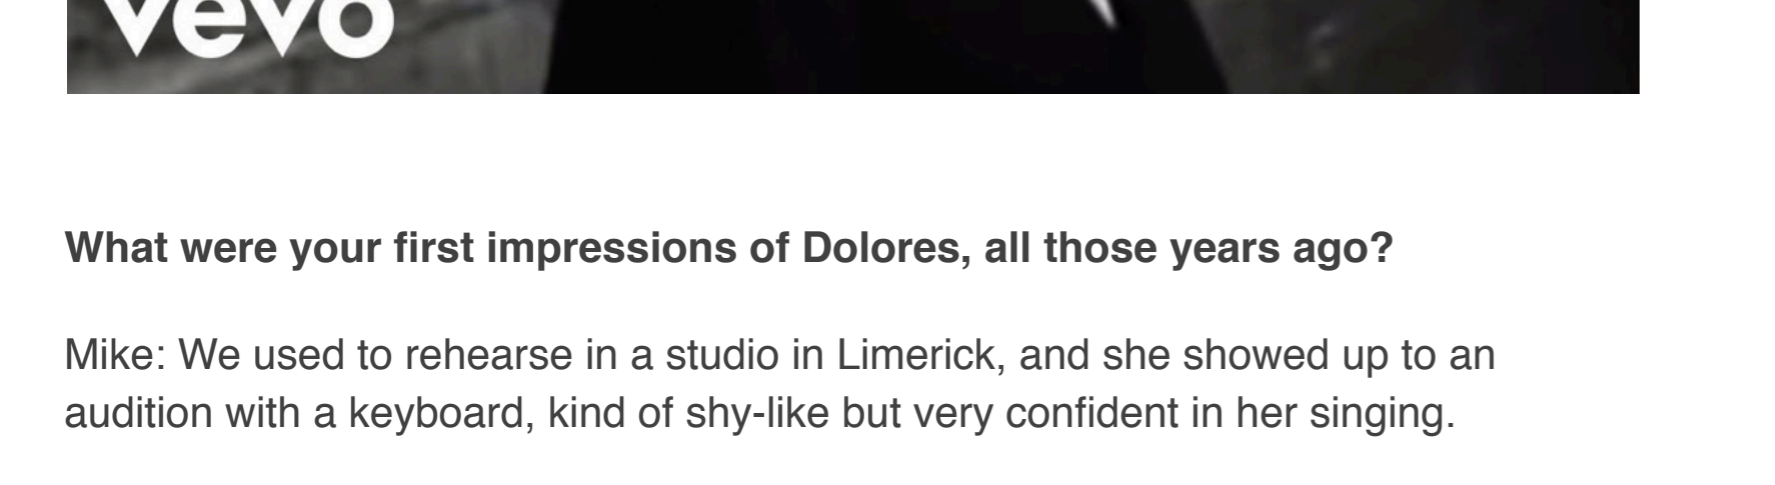 vevo
What were your first impressions of Dolores, all those years ago?
Mike: We used to rehearse in a studio in Limerick, and she showed up to an
audition with a keyboard, kind of shy-like but very confident in her singing.